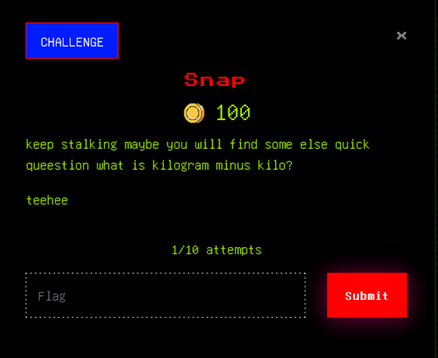 CHALLENGE
×
Snap
100
keep stalking maybe you will find some else quick
queestion what is kilogram minus kilo?
teehee
1/10 attempts
Flag
Submit